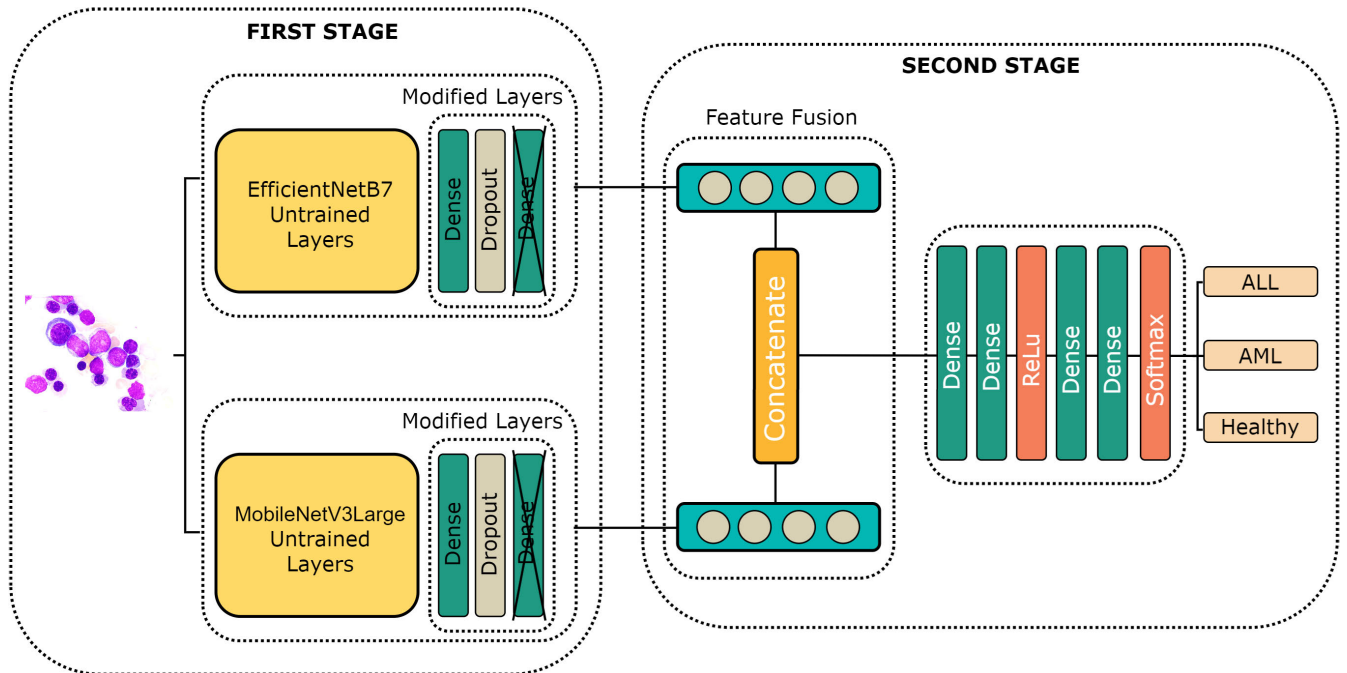 FIRST STAGE
Modified Layers
EfficientNetB7
Untrained
Layers
Dense
Dropout
Dense
Modified Layers
MobileNetV3Large
Untrained
Layers
Dense
Dropout
Dense
SECOND STAGE
Feature Fusion
Concatenate
Dense
Dense
ReLu
Dense
Dense
Softmax
ALL
AML
Healthy